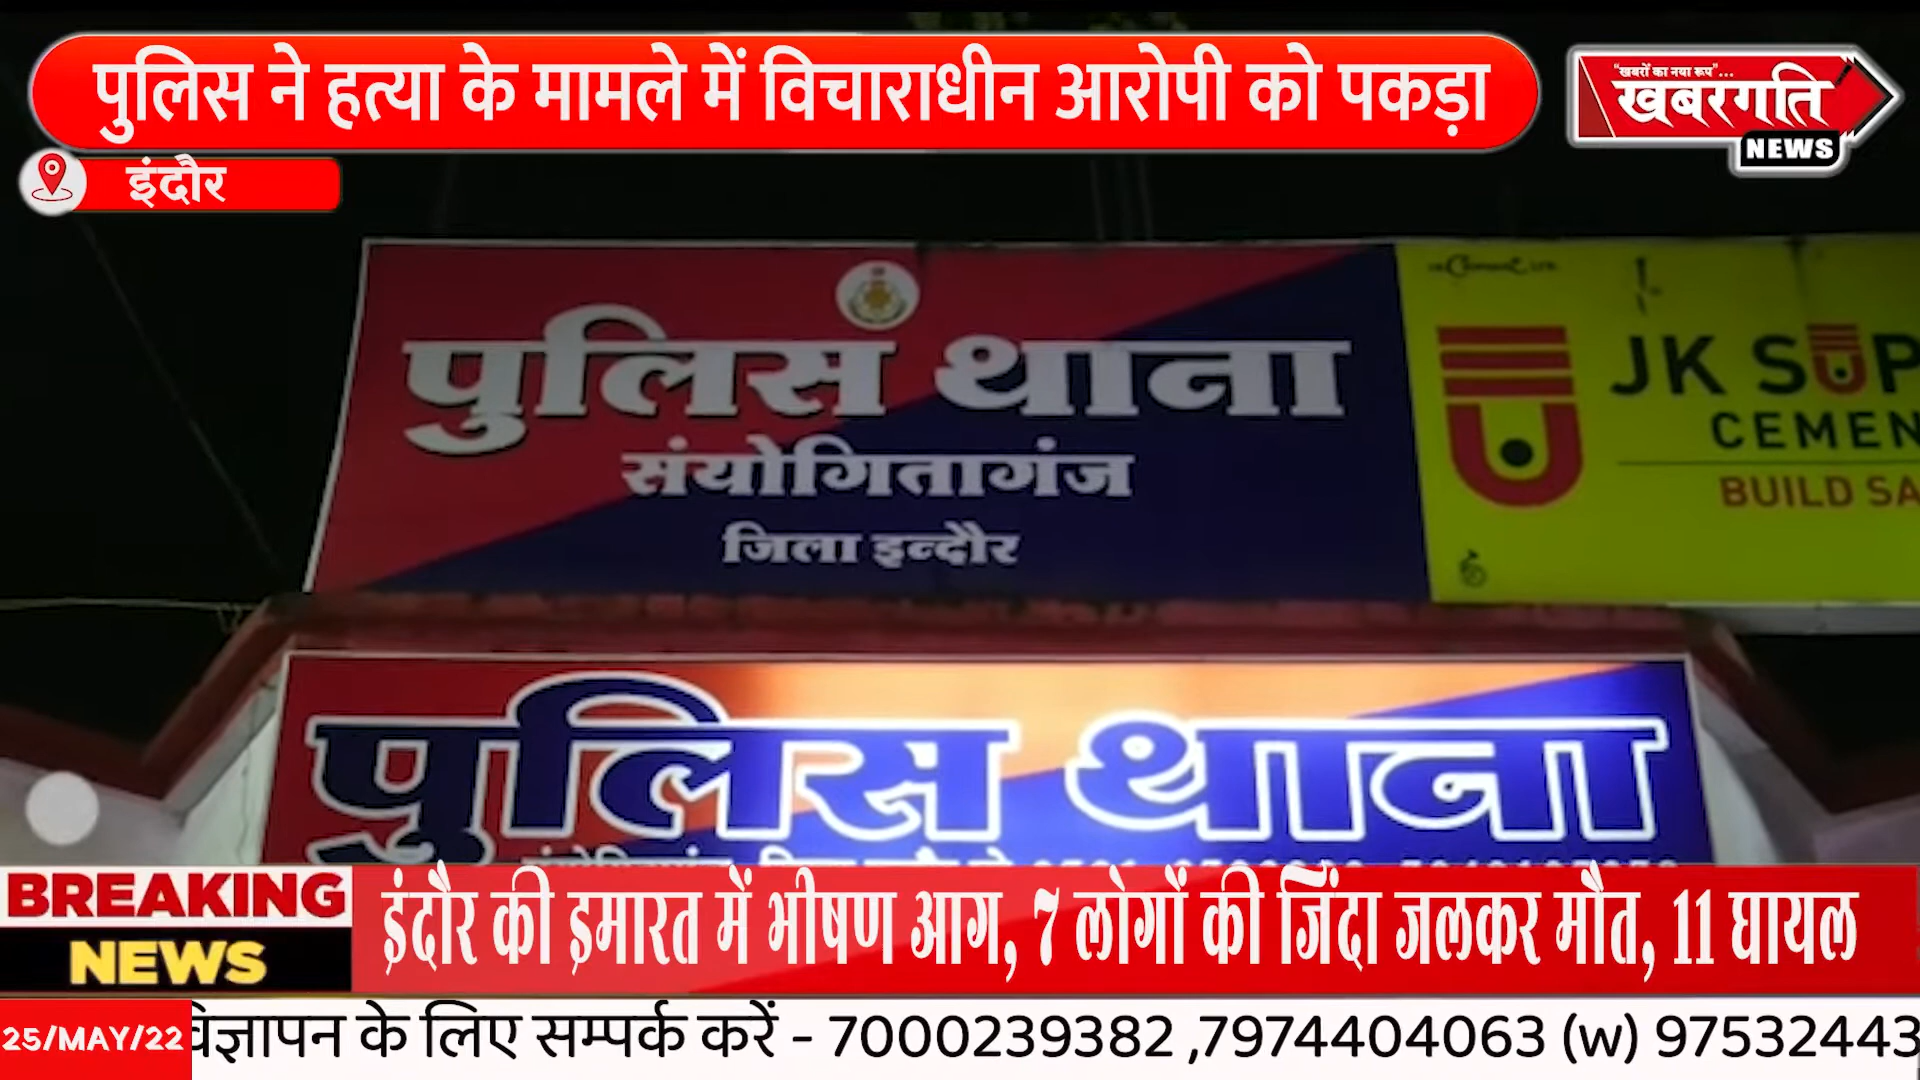 पुलिस ने हत्या के मामले में विचाराधीन आरोपी को पकड़ा
“खबरों का नया रूप”...
खबरगति
NEWS
इंदौर
पुलिस थाना
संयोगितागंज
जिला इन्दौर
JK SUP
CEMEN
BUILD SA
पुलिस थाना
BREAKING
NEWS
इंदौर की इमारत में भीषण आग, 7 लोगों की जिंदा जलकर मौत, 11 घायल
25/MAY/22
विज्ञापन के लिए सम्पर्क करें - 7000239382 ,7974404063 (w) 97532443